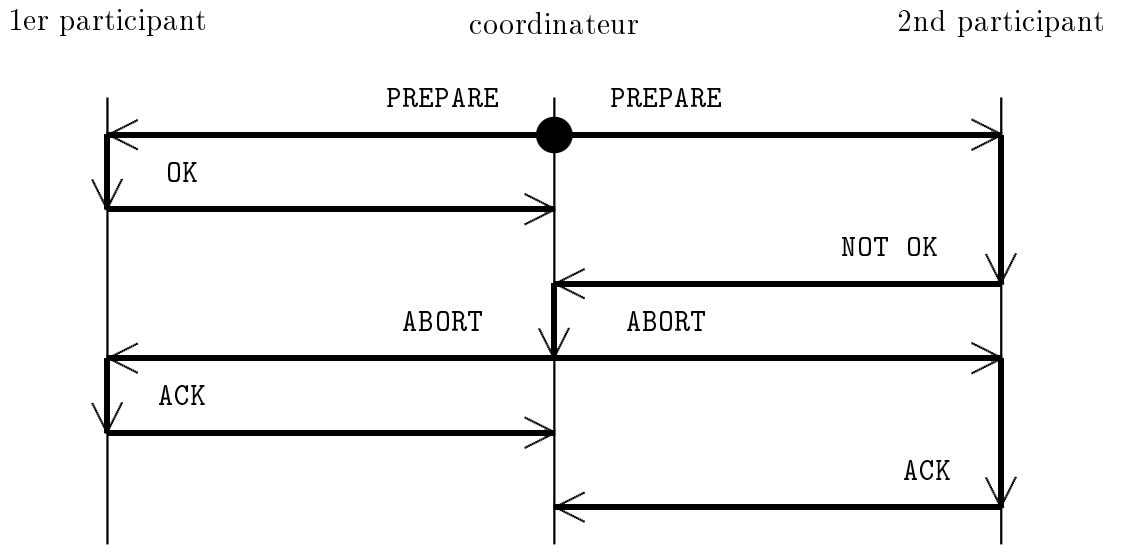 1er participant
coordinateur
2nd participant
PREPARE
PREPARE
OK
NOT OK
ABORT
ABORT
ACK
ACK